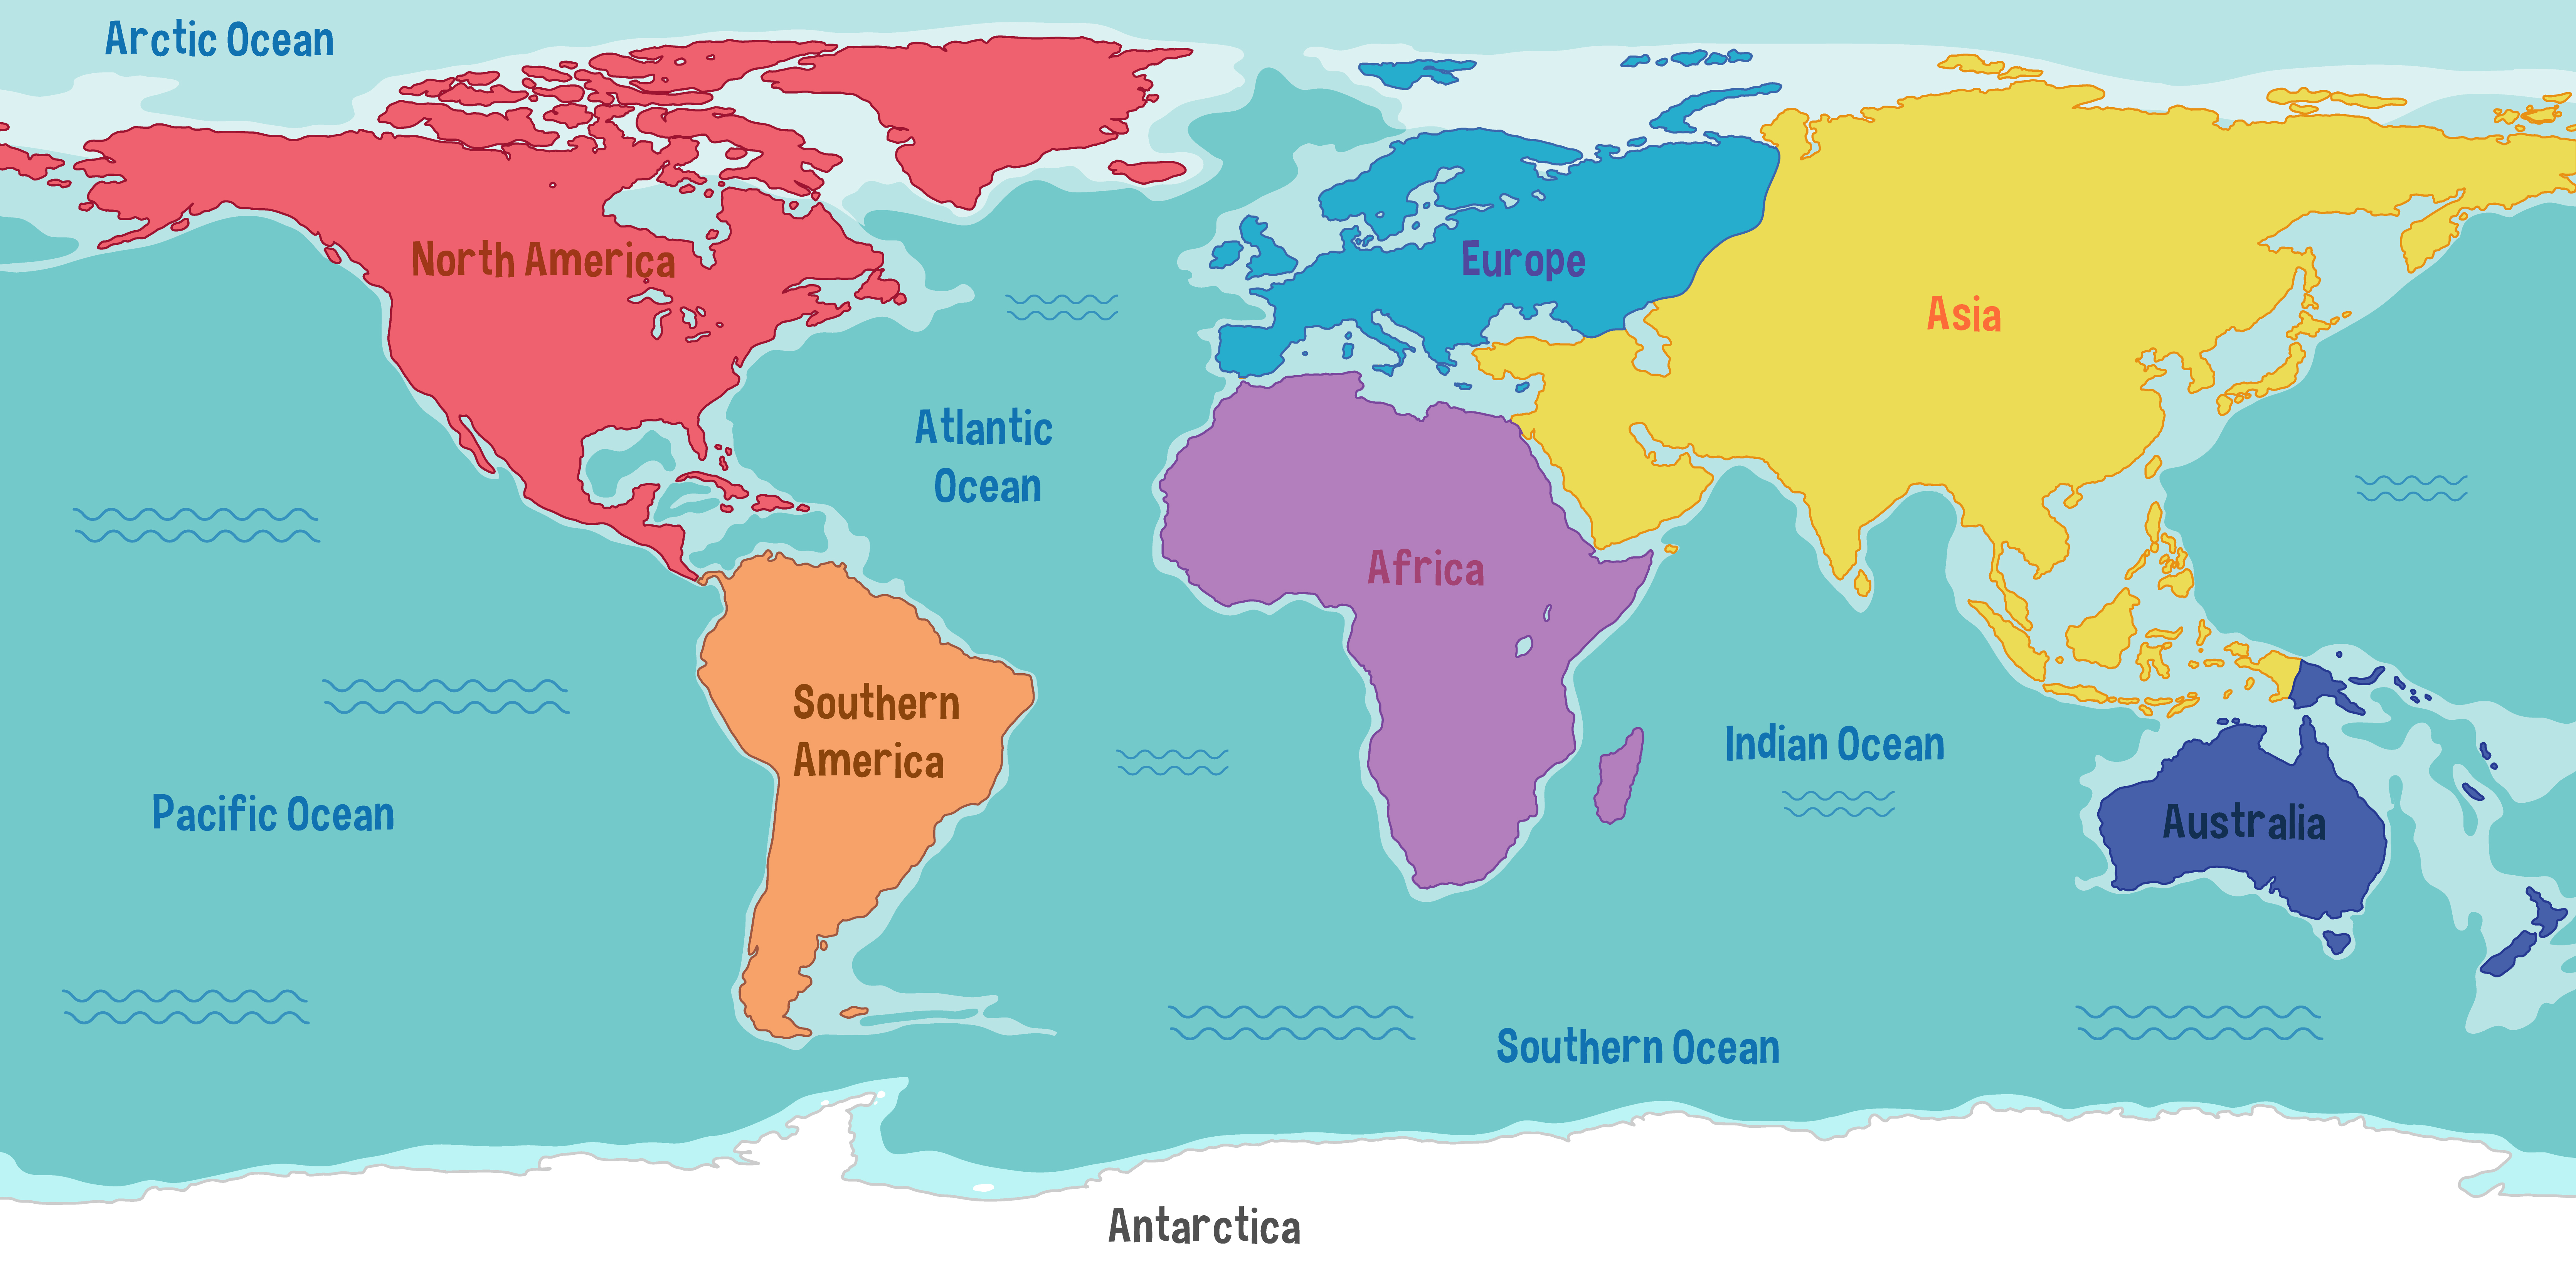 Arctic Ocean
North America
Europe
Asia
Atlantic
Ocean
Africa
Southern
America
Indian Ocean
Pacific Ocean
Australia
Southern Ocean
Antarctica